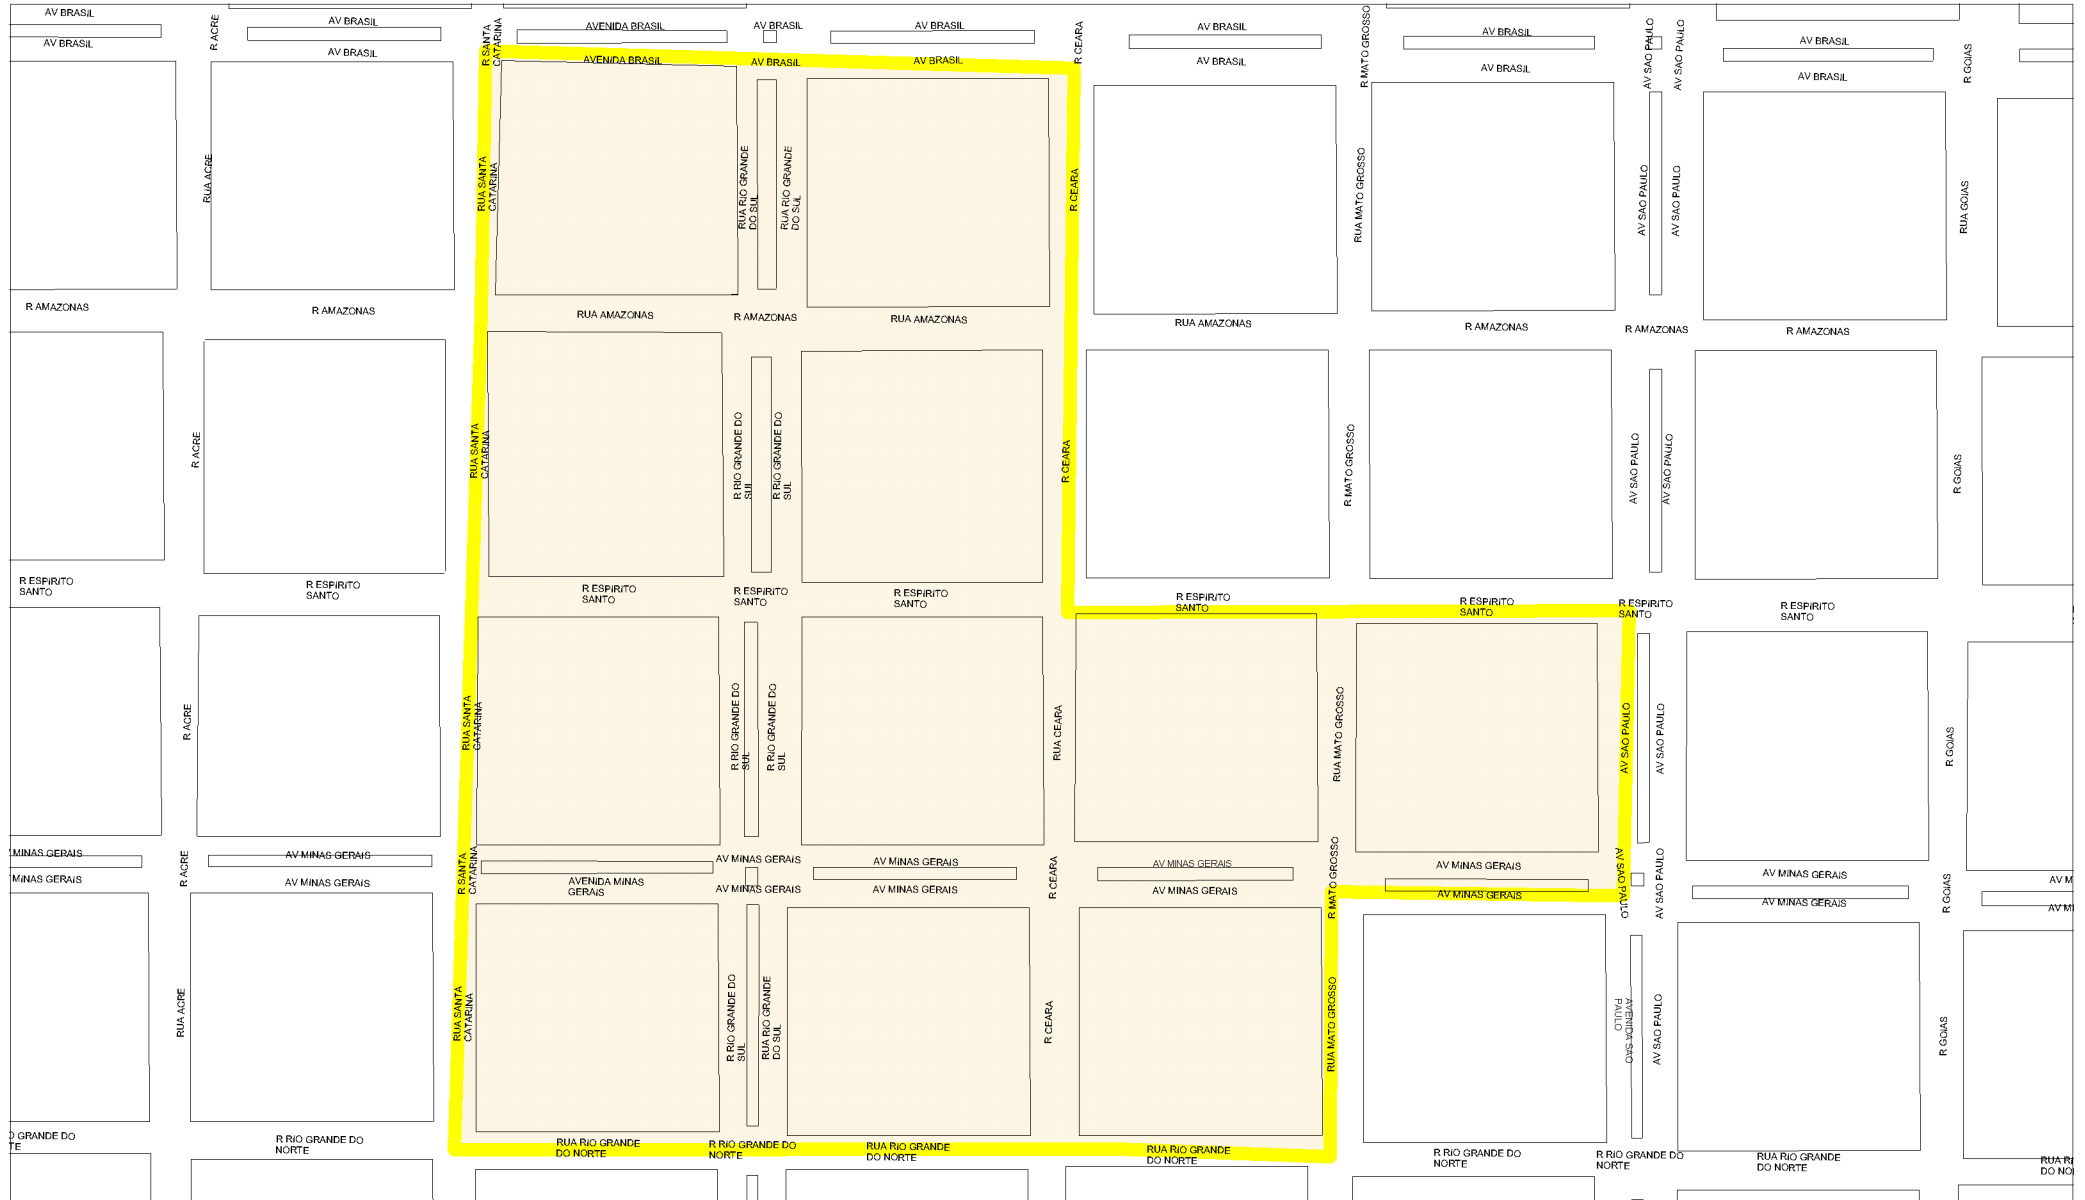 AV BRASIL
AV BRASIL
AVENIDA BRASIL
AV BRASIL
AV BRASIL
AV BRASIL
AV BRASIL
AV BRASIL
R ACRE
R SANTA
CATARINA
R CEARA
R MATO GROSSO
AV SAO PAULO
AV SAO PAULO
R GOIAS
AV BRASIL
AV BRASIL
AVENIDA BRASIL
AV BRASIL
AV BRASIL
AV BRASIL
AV BRASIL
AV BRASIL
RUA ACRE
RUA SANTA
CATARINA
RUA RIO GRANDE
DO SUL
RUA RIO GRANDE
DO SUL
R CEARA
RUA MATO GROSSO
AV SAO PAULO
AV SAO PAULO
RUA GOIAS
R AMAZONAS
R AMAZONAS
RUA AMAZONAS
R AMAZONAS
RUA AMAZONAS
RUA AMAZONAS
R AMAZONAS
R AMAZONAS
R AMAZONAS
R ACRE
RUA SANTA
CATARINA
R RIO GRANDE DO
SUL
R RIO GRANDE DO
SUL
R CEARA
R MATO GROSSO
AV SAO PAULO
AV SAO PAULO
R GOIAS
R ESPIRITO
SANTO
R ESPIRITO
SANTO
R ESPIRITO
SANTO
R ESPIRITO
SANTO
R ESPIRITO
SANTO
R ESPIRITO
SANTO
R ESPIRITO
SANTO
R ESPIRITO
SANTO
R ESPIRITO
SANTO
R ACRE
RUA SANTA
CATARINA
R RIO GRANDE DO
SUL
R RIO GRANDE DO
SUL
RUA CEARA
RUA MATO GROSSO
AV SAO PAULO
AV SAO PAULO
R GOIAS
MINAS GERAIS
AV MINAS GERAIS
AV MINAS GERAIS
AV MINAS GERAIS
AV MINAS GERAIS
AV MINAS GERAIS
AV MINAS GERAIS
AV M
R ACRE
R SANTA
CATARINA
R CEARA
R MATO GROSSO
AV SAO PAULO
AV SAO PAULO
R GOIAS
MINAS GERAIS
AV MINAS GERAIS
AVENIDA MINAS
GERAIS
AV MINAS GERAIS
AV MINAS GERAIS
AV MINAS GERAIS
AV MINAS GERAIS
AV MINAS GERAIS
AV MI
RUA ACRE
RUA SANTA
CATARINA
R RIO GRANDE DO
SUL
RUA RIO GRANDE
DO SUL
R CEARA
RUA MATO GROSSO
AVENIDA SAO
PAULO
AV SAO PAULO
R GOIAS
O GRANDE DO
TE
R RIO GRANDE DO
NORTE
RUA RIO GRANDE
DO NORTE
R RIO GRANDE DO
NORTE
RUA RIO GRANDE
DO NORTE
RUA RIO GRANDE
DO NORTE
R RIO GRANDE DO
NORTE
R RIO GRANDE DO
NORTE
RUA RIO GRANDE
DO NORTE
RUA RI
DO NO